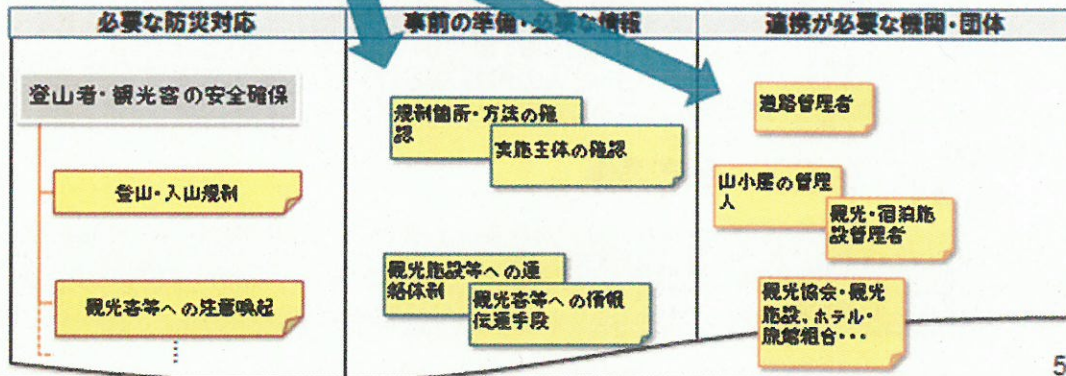 必要な防災対応
事前の準備・必要な情報
連携が必要な機関・団体
登山者・観光客の安全確保
登山・入山規制
観光客等への注意喚起
規制箇所・方法の確
認
実施主体の確認
観光施設等への連
絡体制
観光客等への情報
伝達手段
道路管理者
山小屋の管理
人
観光・宿泊施
設管理者
観光協会・観光
施設、ホテル・
旅館組合・・・
5